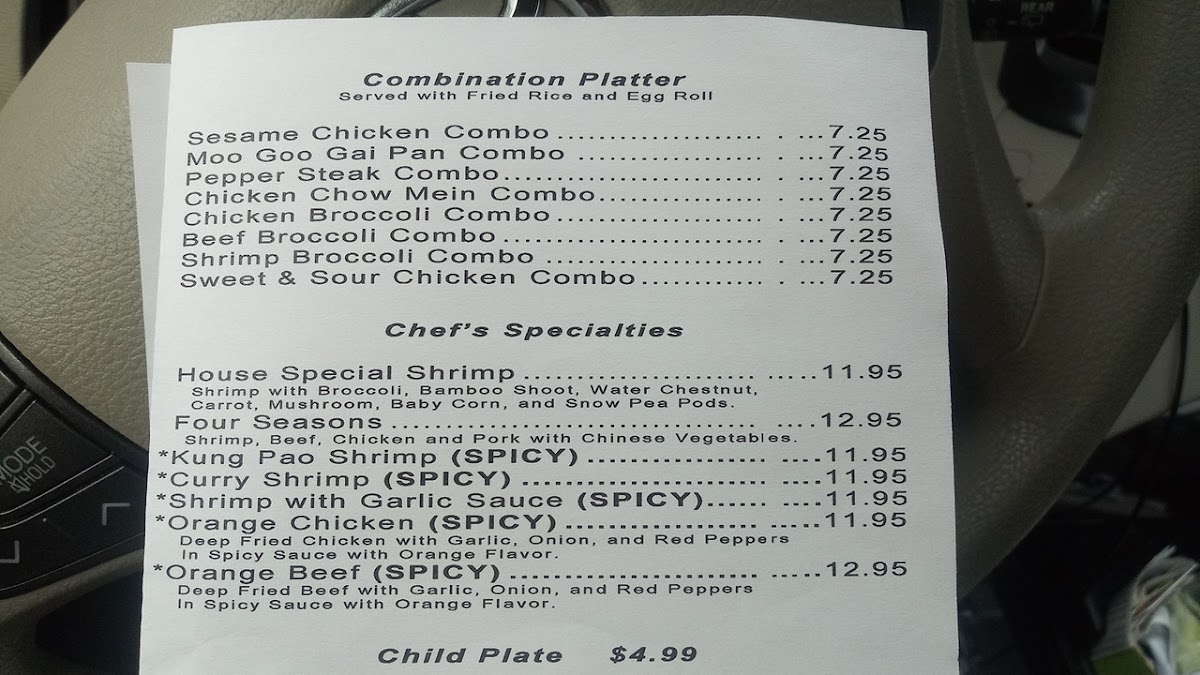 REAR
Combination Platter
Served with Fried Rice and Egg Roll
Sesame Chicken Combo..................... . ...7.25
Moo Goo Gai Pan Combo ................... . ...7.25
Pepper Steak Combo........................... . ...7.25
Chicken Chow Mein Combo................. . ...7.25
Chicken Broccoli Combo..................... . ...7.25
Beef Broccoli Combo........................... . ...7.25
Shrimp Broccoli Combo ...................... . ...7.25
Sweet & Sour Chicken Combo............ . ...7.25
Chef's Specialties
House Special Shrimp........................ .....11.95
Shrimp with Broccoli, Bamboo Shoot, Water Chestnut,
Carrot, Mushroom, Baby Corn, and Snow Pea Pods.
Four Seasons ..................................... ....12.95
Shrimp, Beef, Chicken and Pork with Chinese Vegetables.
*Kung Pao Shrimp (SPICY) .................. ....11.95
*Curry Shrimp (SPICY) ......................... ....11.95
*Shrimp with Garlic Sauce (SPICY)...... ....11.95
*Orange Chicken (SPICY) .................... .....11.95
Deep Fried Chicken with Garlic, Onion, and Red Peppers
In Spicy Sauce with Orange Flavor.
*Orange Beef (SPICY) ......................... .....12.95
Deep Fried Beef with Garlic, Onion, and Red Peppers
In Spicy Sauce with Orange Flavor.
Child Plate $4.99
MODE
HOLD